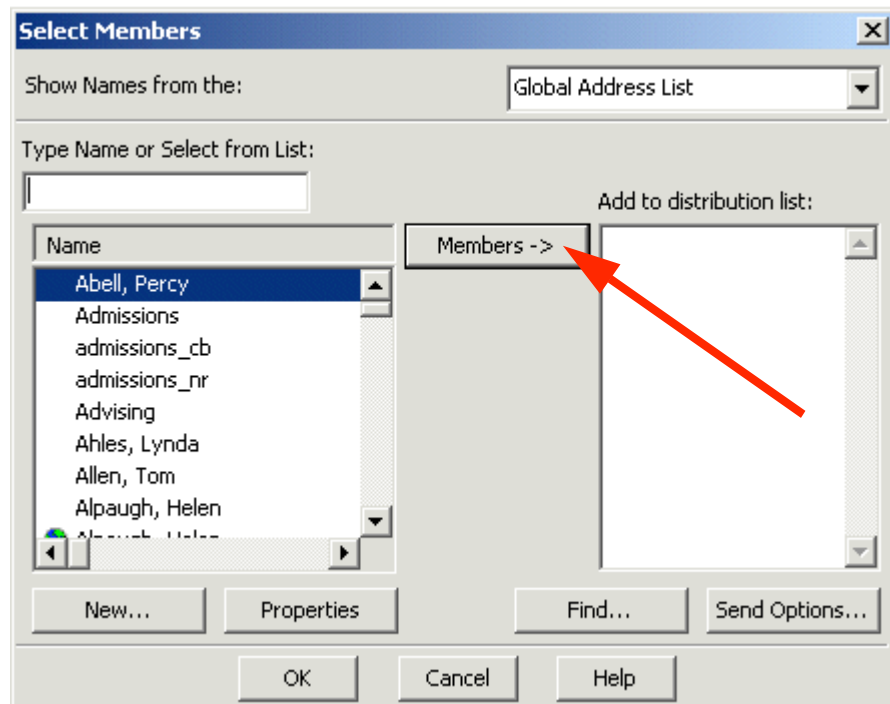 Select Members
Show Names from the:
Global Address List
Type Name or Select from List:
Add to distribution list:
Name
Members ->
Abell, Percy
Admissions
admissions_cb
admissions_nr
Advising
Ahles, Lynda
Allen, Tom
Alpaugh, Helen
New...
Properties
Find...
Send Options...
OK
Cancel
Help